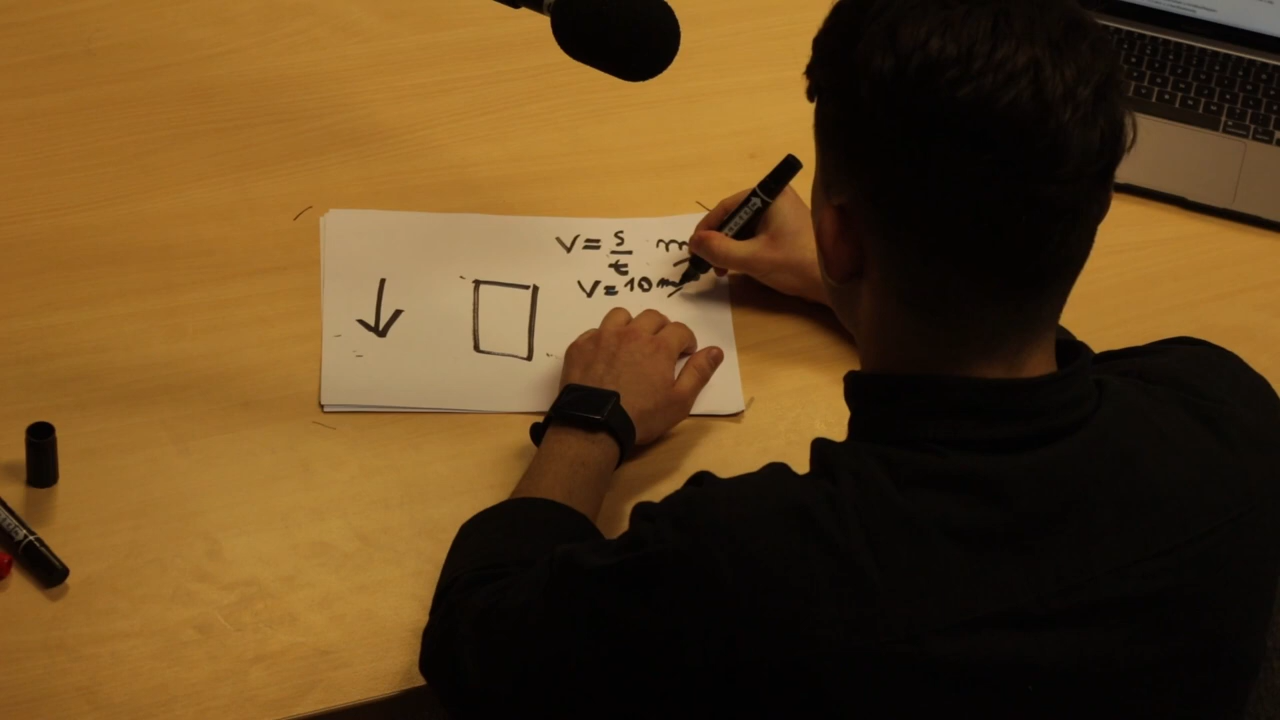 V = s/t m
V = 10 m/